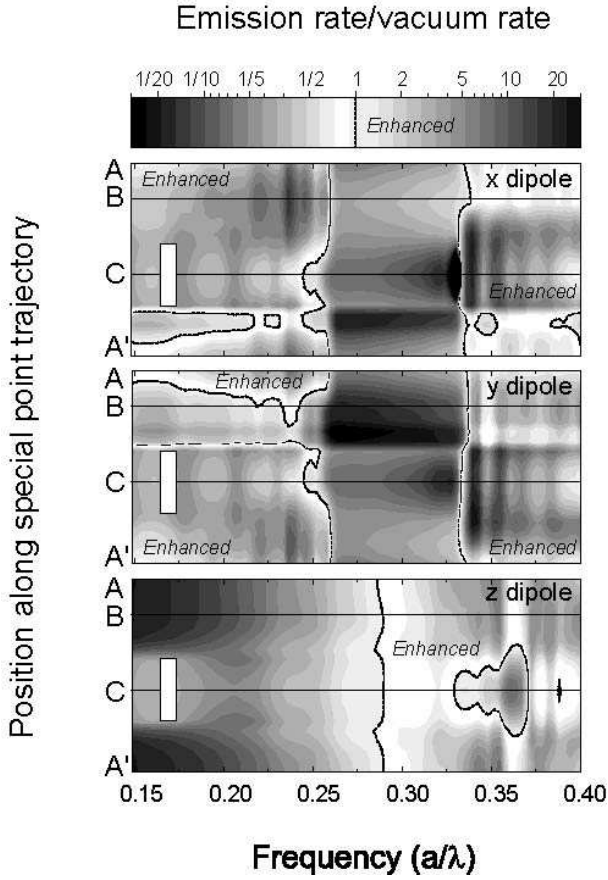 Emission rate/vacuum rate
1/20 1/10 1/5 1/2 1 2 5 10 20
Enhanced
Position along special point trajectory
A
Enhanced
x dipole
B
C
Enhanced
A'
A
Enhanced
y dipole
B
C
Enhanced
Enhanced
A'
A
z dipole
B
Enhanced
C
A'
0.15 0.20 0.25 0.30 0.35 0.40
Frequency (a/λ)